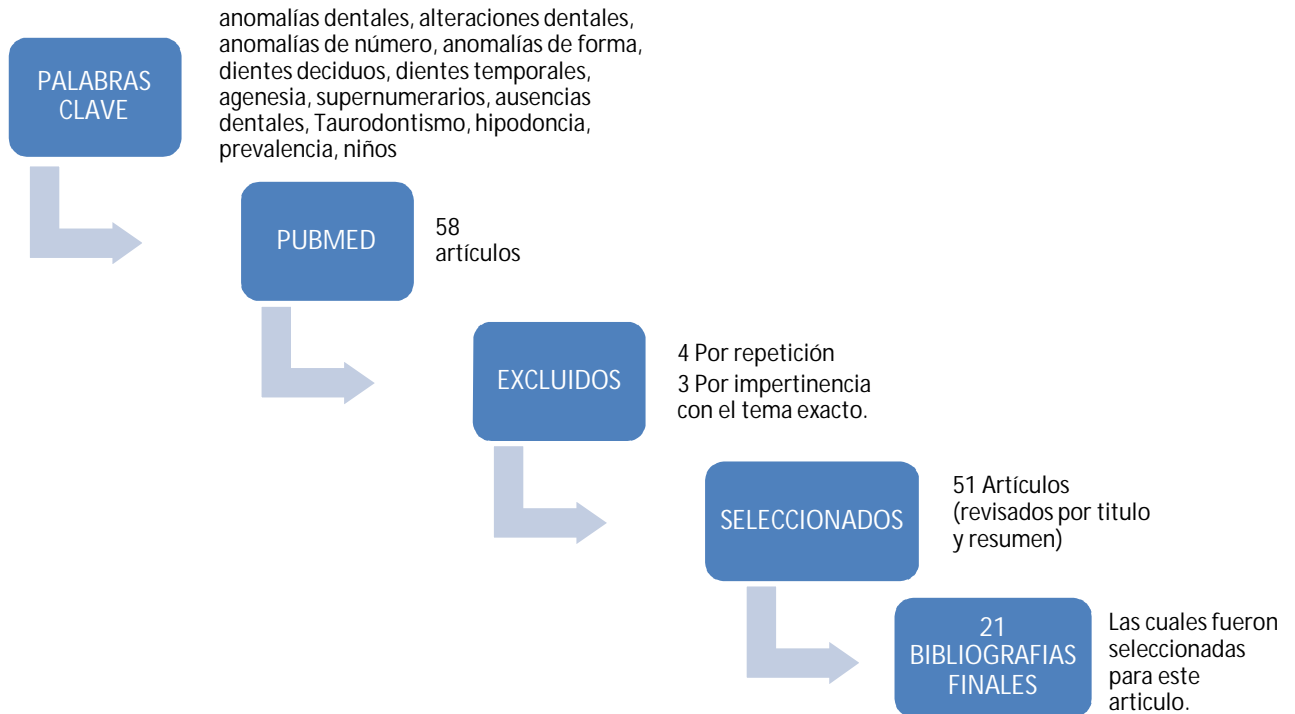 anomalías dentales, alteraciones dentales,
anomalías de número, anomalías de forma,
dientes deciduos, dientes temporales,
agenesia, supernumerarios, ausencias
dentales, Taurodontismo, hipodoncia,
prevalencia, niños
PALABRAS
CLAVE
PUBMED
58
artículos
EXCLUIDOS
4 Por repetición
3 Por impertinencia
con el tema exacto.
SELECCIONADOS
51 Artículos
(revisados por titulo
y resumen)
21
BIBLIOGRAFIAS
FINALES
Las cuales fueron
seleccionadas
para este
articulo.